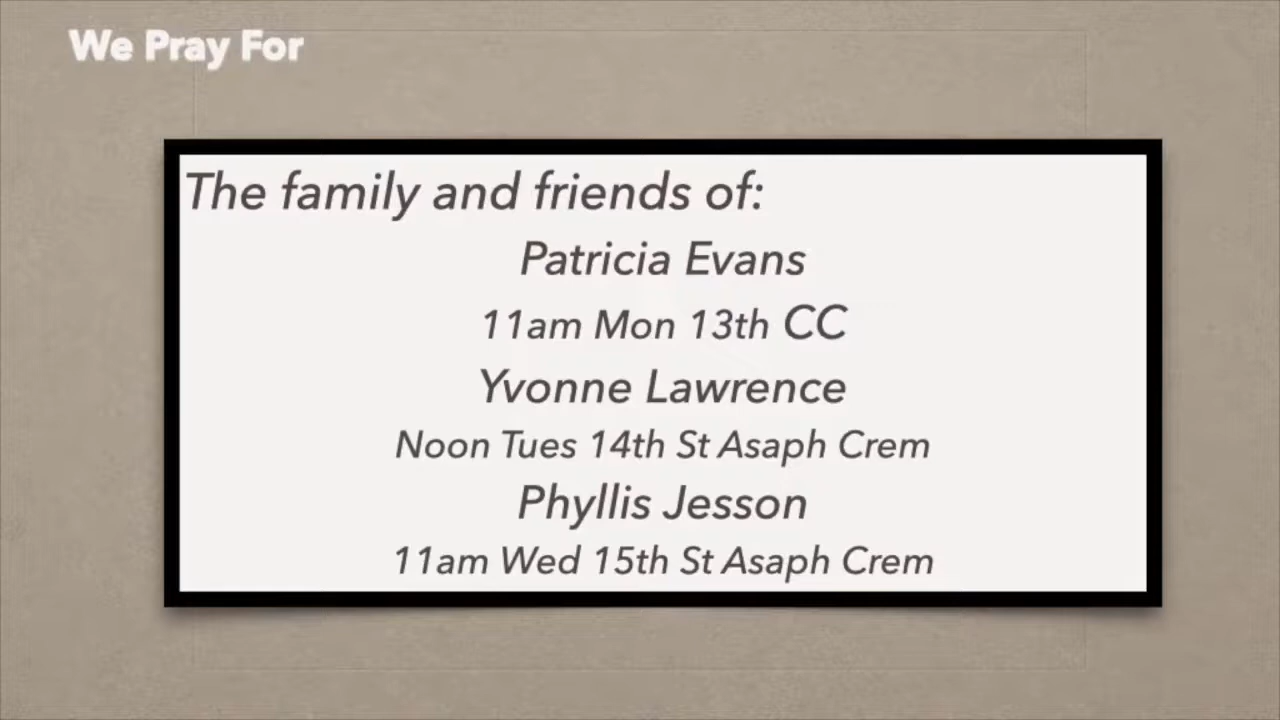 We Pray For
The family and friends of:
Patricia Evans
11am Mon 13th CC
Yvonne Lawrence
Noon Tues 14th St Asaph Crem
Phyllis Jesson
11am Wed 15th St Asaph Crem